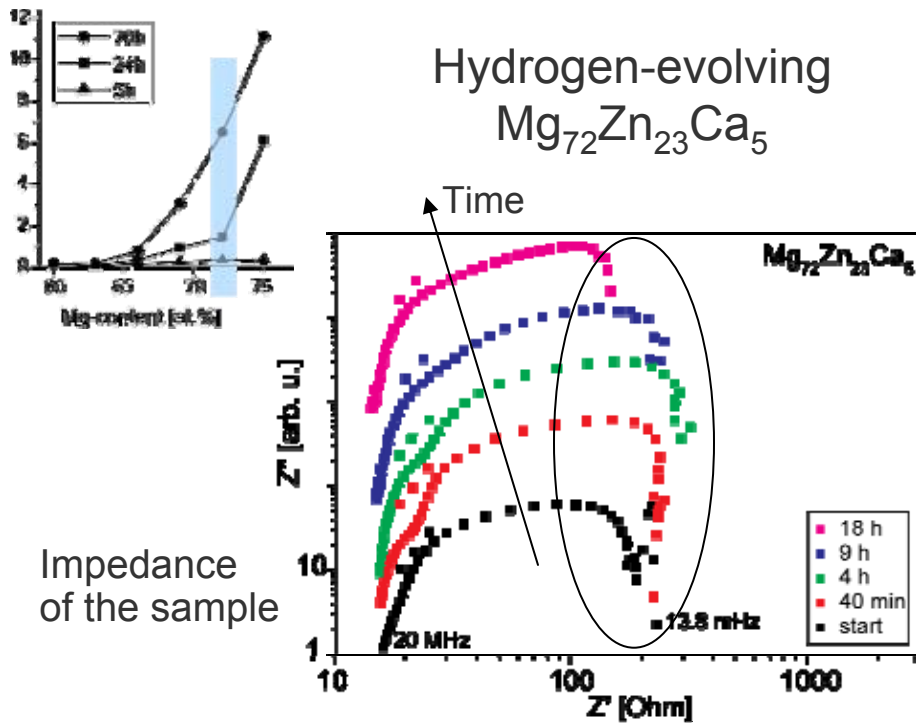 12
10
8
6
4
2
0
24h
60
65
70
75
Mg-content [at.%]
Hydrogen-evolving
Mg₇₂Zn₂₃Ca₅
Time
Mg₇₂Zn₂₃Ca₅
Z'' [arb. u.]
10
1
20 MHz
13.8 mHz
18 h
9 h
4 h
40 min
start
10
100
1000
Z' [Ohm]
Impedance
of the sample